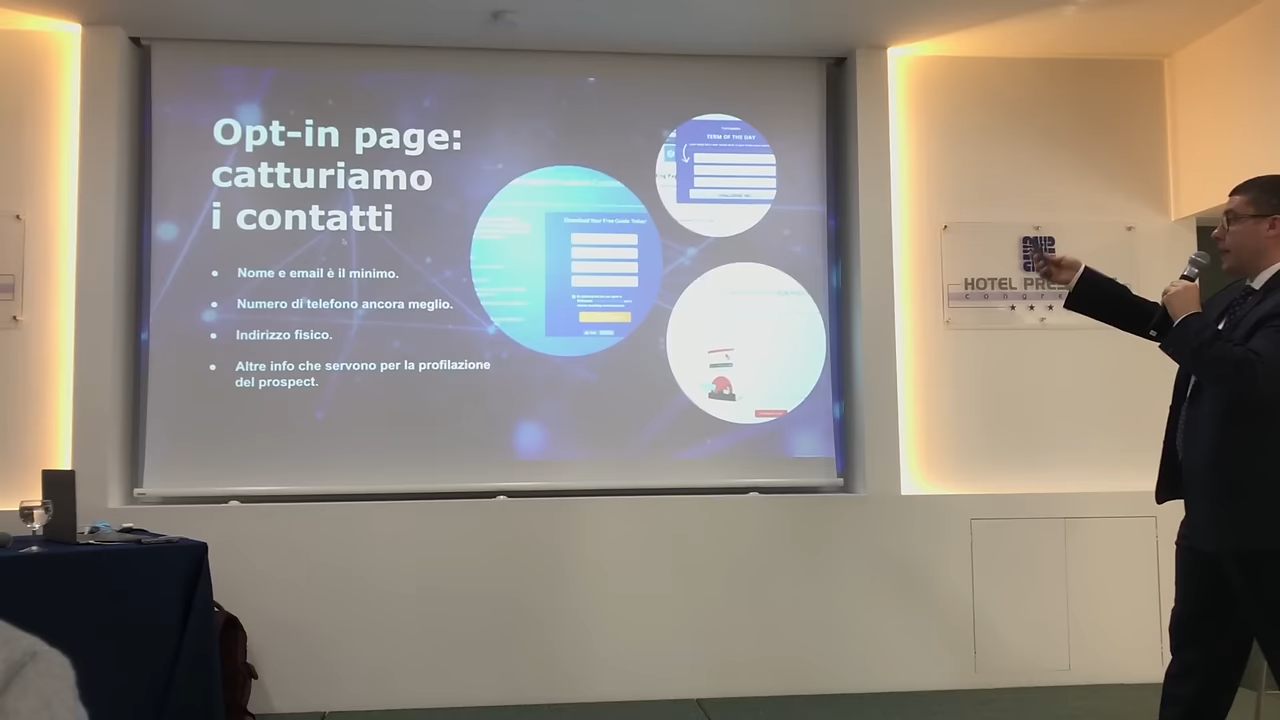 Opt-in page:
catturiamo
i contatti
● Nome e email è il minimo.
● Numero di telefono ancora meglio.
● Indirizzo fisico.
● Altre info che servono per la profilazione
del prospect.
Download Your Free Guide Today!
TERM OF THE DAY
HOTEL PRE
congre